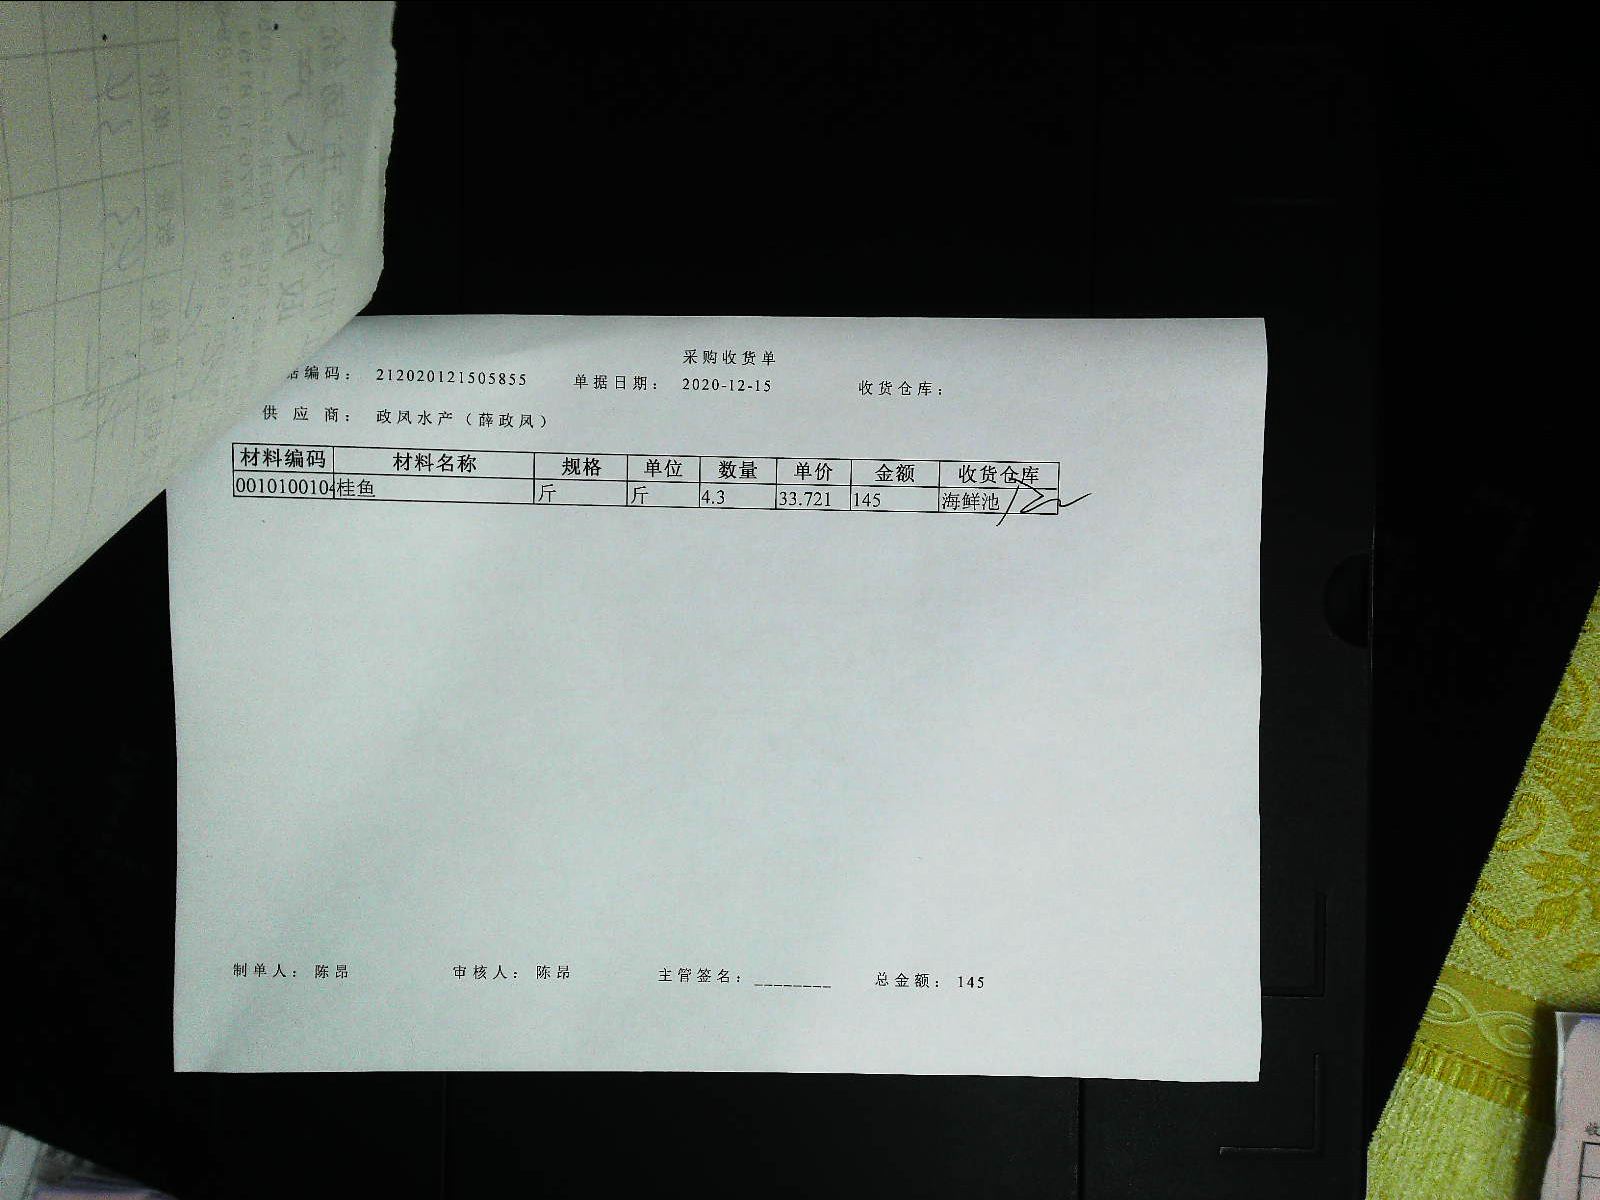 采购收货单
据编码： 212020121505855 单据日期： 2020-12-15 收货仓库：
供应商： 政凤水产（薛政凤）
材料编码 材料名称 规格 单位 数量 单价 金额 收货仓库
0010100104 桂鱼 斤 斤 4.3 33.721 145 海鲜池
制单人： 陈昂 审核人： 陈昂 主管签名：________ 总金额： 145
收